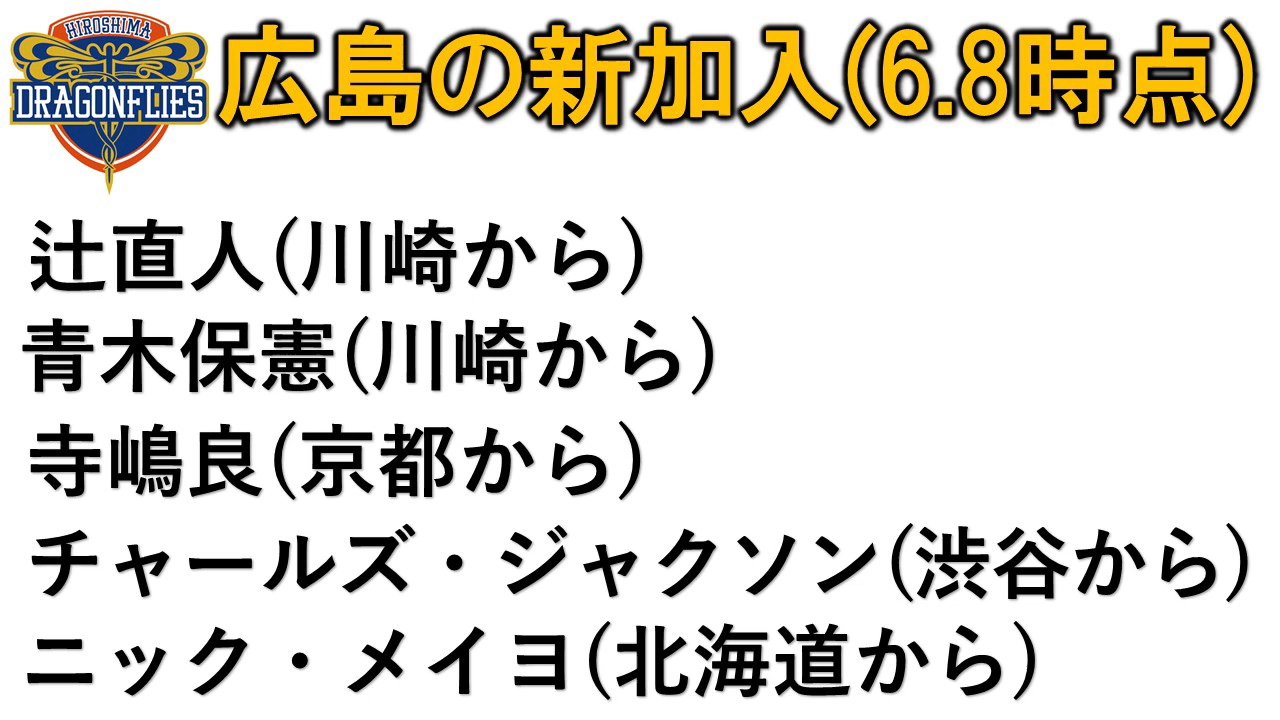 HIROSHIMA
DRAGONFLIES
広島の新加入(6.8時点)
辻直人(川崎から)
青木保憲(川崎から)
寺嶋良(京都から)
チャールズ・ジャクソン(渋谷から)
ニック・メイヨ(北海道から)